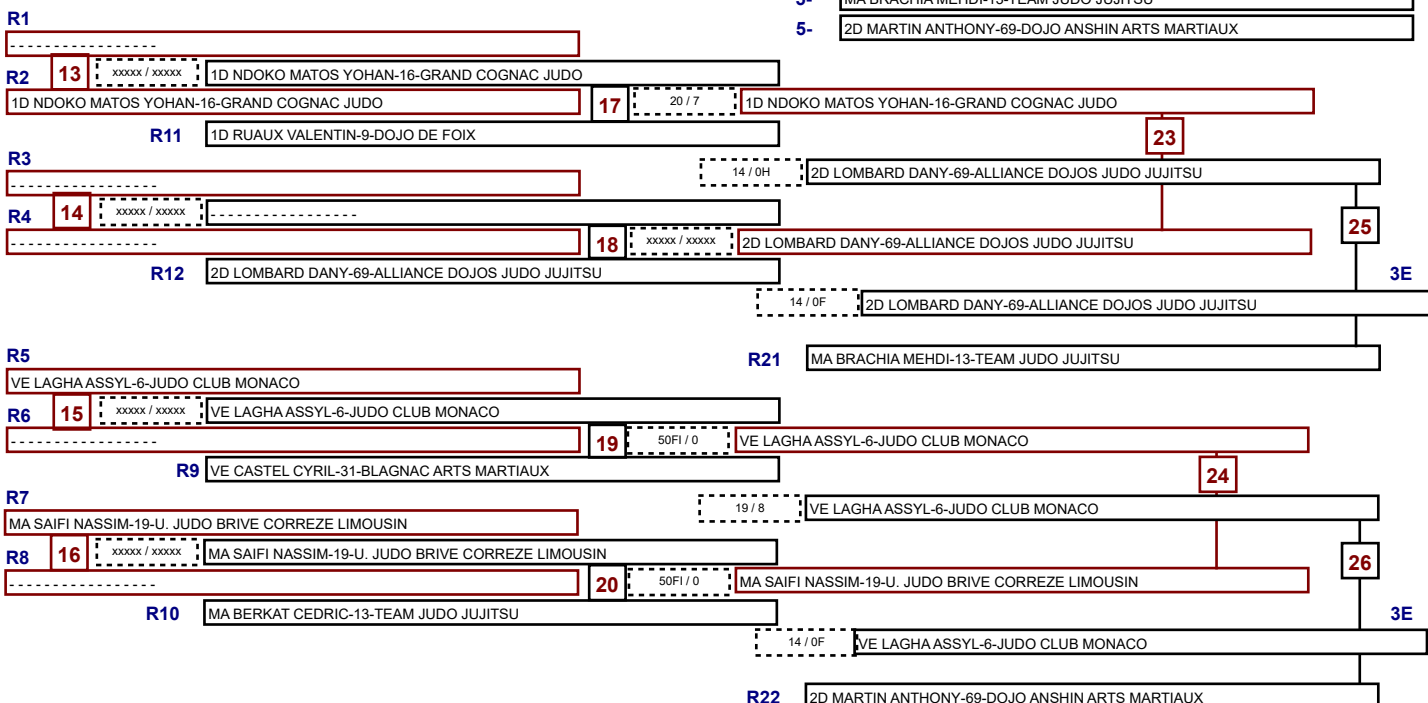 5- MA BRACHIA MEHDI-13-TEAM JUDO JUJITSU
R1
5- 2D MARTIN ANTHONY-69-DOJO ANSHIN ARTS MARTIAUX
- - - - - - - - - - - - - - - -
R2 13 xxxxx / xxxxx 1D NDOKO MATOS YOHAN-16-GRAND COGNAC JUDO
1D NDOKO MATOS YOHAN-16-GRAND COGNAC JUDO 17 20 / 7 1D NDOKO MATOS YOHAN-16-GRAND COGNAC JUDO
R11 1D RUAUX VALENTIN-9-DOJO DE FOIX 23
R3
14 / 0H 2D LOMBARD DANY-69-ALLIANCE DOJOS JUDO JUJITSU
- - - - - - - - - - - - - - - -
R4 14 xxxxx / xxxxx - - - - - - - - - - - - - - - -
25
- - - - - - - - - - - - - - - - 18 xxxxx / xxxxx 2D LOMBARD DANY-69-ALLIANCE DOJOS JUDO JUJITSU
R12 2D LOMBARD DANY-69-ALLIANCE DOJOS JUDO JUJITSU 3E
14 / 0F 2D LOMBARD DANY-69-ALLIANCE DOJOS JUDO JUJITSU
R5
R21 MA BRACHIA MEHDI-13-TEAM JUDO JUJITSU
VE LAGHA ASSYL-6-JUDO CLUB MONACO
R6 15 xxxxx / xxxxx VE LAGHA ASSYL-6-JUDO CLUB MONACO
- - - - - - - - - - - - - - - - 19 50FI / 0 VE LAGHA ASSYL-6-JUDO CLUB MONACO
R9 VE CASTEL CYRIL-31-BLAGNAC ARTS MARTIAUX 24
R7
19 / 8 VE LAGHA ASSYL-6-JUDO CLUB MONACO
MA SAIFI NASSIM-19-U. JUDO BRIVE CORREZE LIMOUSIN
R8 16 xxxxx / xxxxx MA SAIFI NASSIM-19-U. JUDO BRIVE CORREZE LIMOUSIN
26
- - - - - - - - - - - - - - - - 20 50FI / 0 MA SAIFI NASSIM-19-U. JUDO BRIVE CORREZE LIMOUSIN
R10 MA BERKAT CEDRIC-13-TEAM JUDO JUJITSU 3E
14 / 0F VE LAGHA ASSYL-6-JUDO CLUB MONACO
R22 2D MARTIN ANTHONY-69-DOJO ANSHIN ARTS MARTIAUX